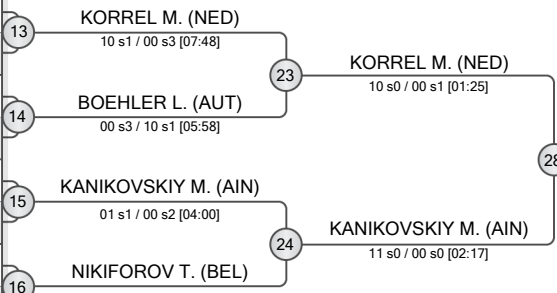 KORREL M. (NED)
13
10 s1 / 00 s3 [07:48]
KORREL M. (NED)
23
10 s0 / 00 s1 [01:25]
BOEHLER L. (AUT)
14
00 s3 / 10 s1 [05:58]
28
KANIKOVSKIY M. (AIN)
15
01 s1 / 00 s2 [04:00]
KANIKOVSKIY M. (AIN)
24
11 s0 / 00 s0 [02:17]
NIKIFOROV T. (BEL)
16